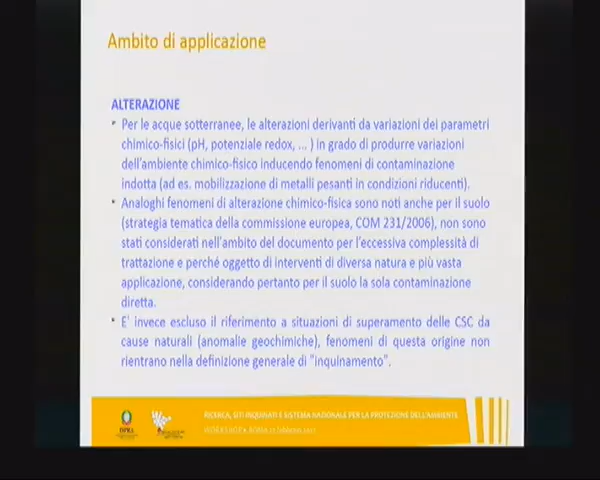 Ambito di applicazione
ALTERAZIONE
• Per le acque sotterranee, le alterazioni derivanti da variazioni dei parametri
chimico-fisici (pH, potenziale redox, ... ) in grado di produrre variazioni
dell'ambiente chimico-fisico inducendo fenomeni di contaminazione
indotta (ad es. mobilizzazione di metalli pesanti in condizioni riducenti).
• Analoghi fenomeni di alterazione chimico-fisica sono noti anche per il suolo
(strategia tematica della commissione europea, COM 231/2006), non sono
stati considerati nell'ambito del documento per l'eccessiva complessità di
trattazione e perché oggetto di interventi di diversa natura e più vasta
applicazione, considerando pertanto per il suolo la sola contaminazione
diretta.
• E' invece escluso il riferimento a situazioni di superamento delle CSC da
cause naturali (anomalie geochimiche), fenomeni di questa origine non
rientrano nella definizione generale di "inquinamento".
RICERCA, SITI INQUINATI E SISTEMA NAZIONALE PER LA PROTEZIONE DELL'AMBIENTE
ISPRA